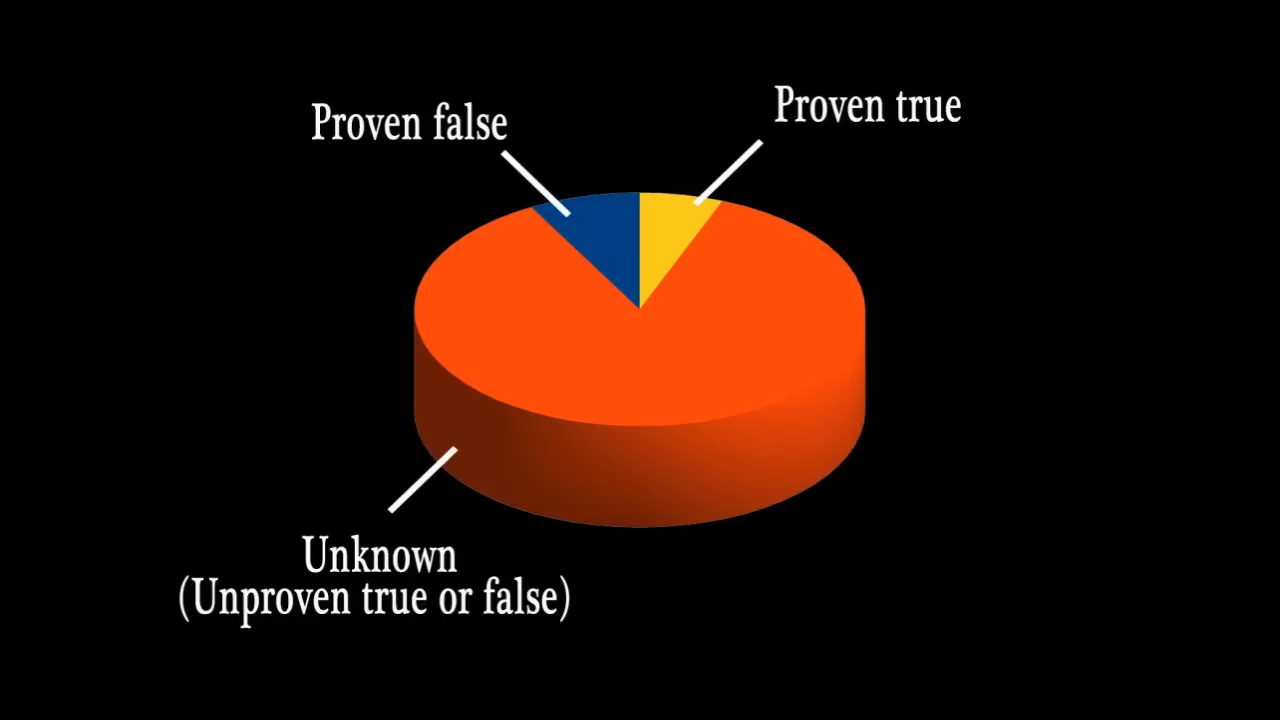 Proven false
Proven true
Unknown
(Unproven true or false)